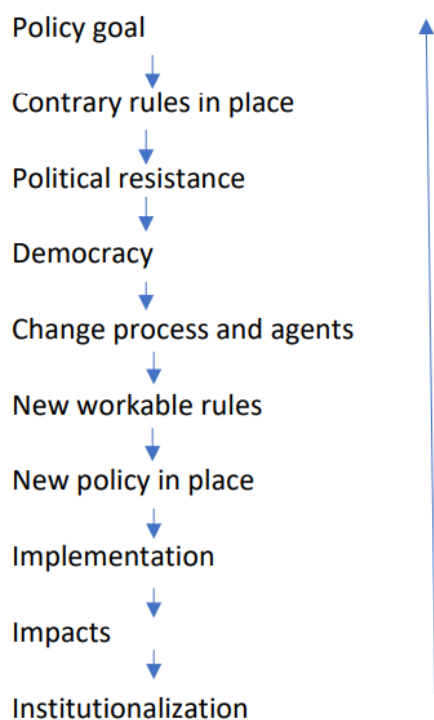 Policy goal
Contrary rules in place
Political resistance
Democracy
Change process and agents
New workable rules
New policy in place
Implementation
Impacts
Institutionalization